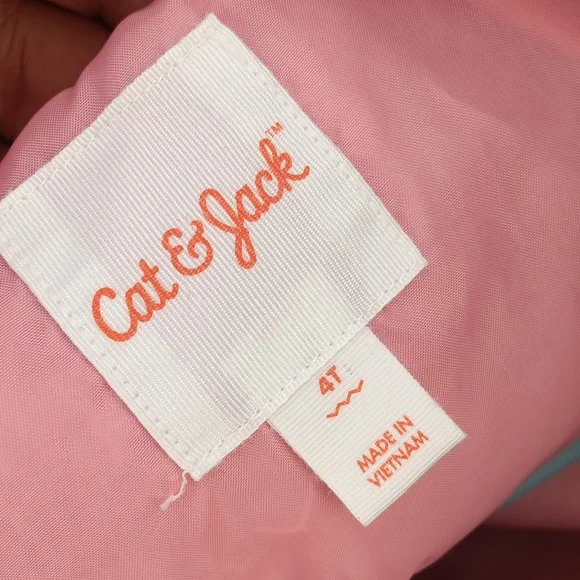 Cat & Jack™
4T
MADE IN
VIETNAM